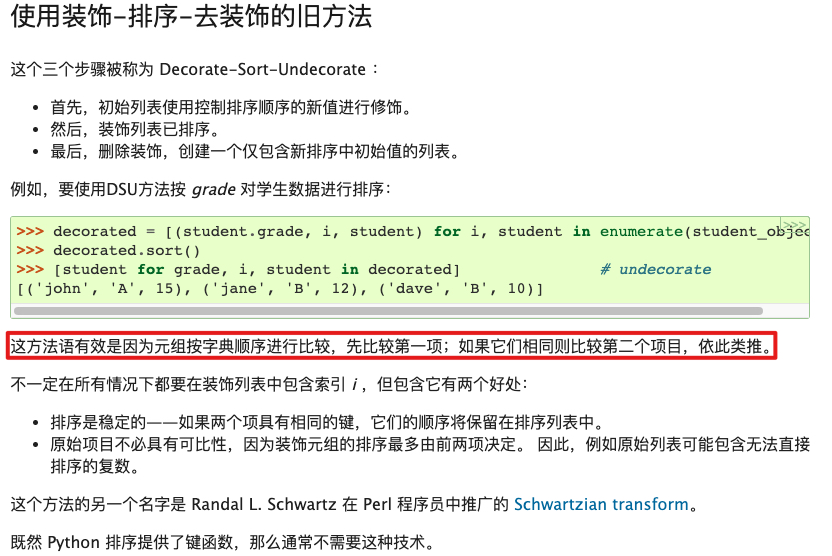 使用装饰-排序-去装饰的旧方法
这个三个步骤被称为 Decorate-Sort-Undecorate：
• 首先，初始列表使用控制排序顺序的新值进行修饰。
• 然后，装饰列表已排序。
• 最后，删除装饰，创建一个仅包含新排序中初始值的列表。
例如，要使用DSU方法按 grade 对学生数据进行排序：
>>>
>>> decorated = [(student.grade, i, student) for i, student in enumerate(student_objec
>>> decorated.sort()
>>> [student for grade, i, student in decorated] # undecorate
[('john', 'A', 15), ('jane', 'B', 12), ('dave', 'B', 10)]
这方法语有效是因为元组按字典顺序进行比较，先比较第一项；如果它们相同则比较第二个项目，依此类推。
不一定在所有情况下都要在装饰列表中包含索引 i ，但包含它有两个好处：
• 排序是稳定的——如果两个项具有相同的键，它们的顺序将保留在排序列表中。
• 原始项目不必具有可比性，因为装饰元组的排序最多由前两项决定。 因此，例如原始列表可能包含无法直接
排序的复数。
这个方法的另一个名字是 Randal L. Schwartz 在 Perl 程序员中推广的 Schwartzian transform。
既然 Python 排序提供了键函数，那么通常不需要这种技术。